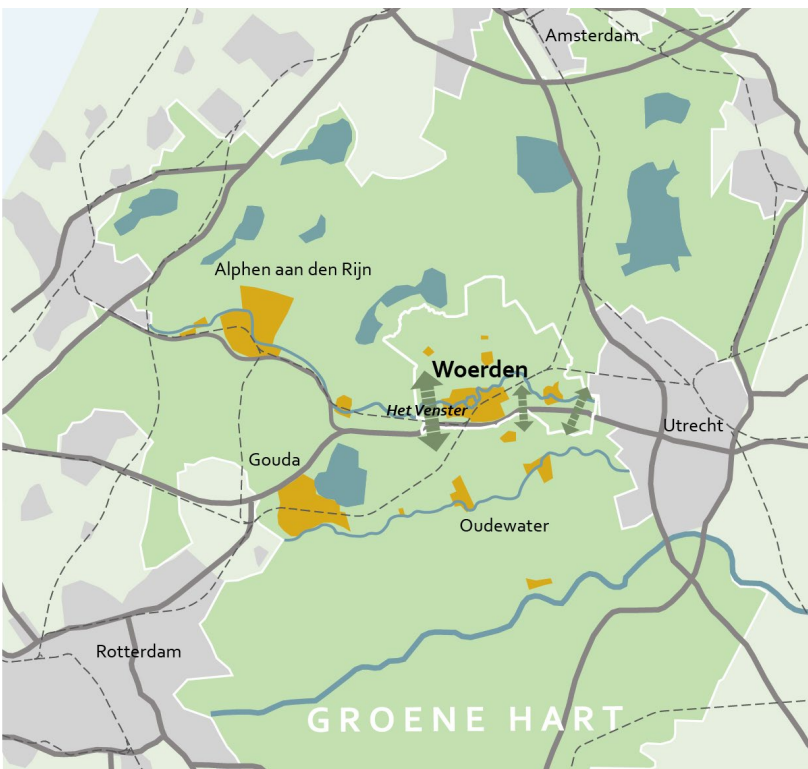 Amsterdam
Alphen aan den Rijn
Woerden
Het Venster
Utrecht
Gouda
Oudewater
Rotterdam
GROENE HART